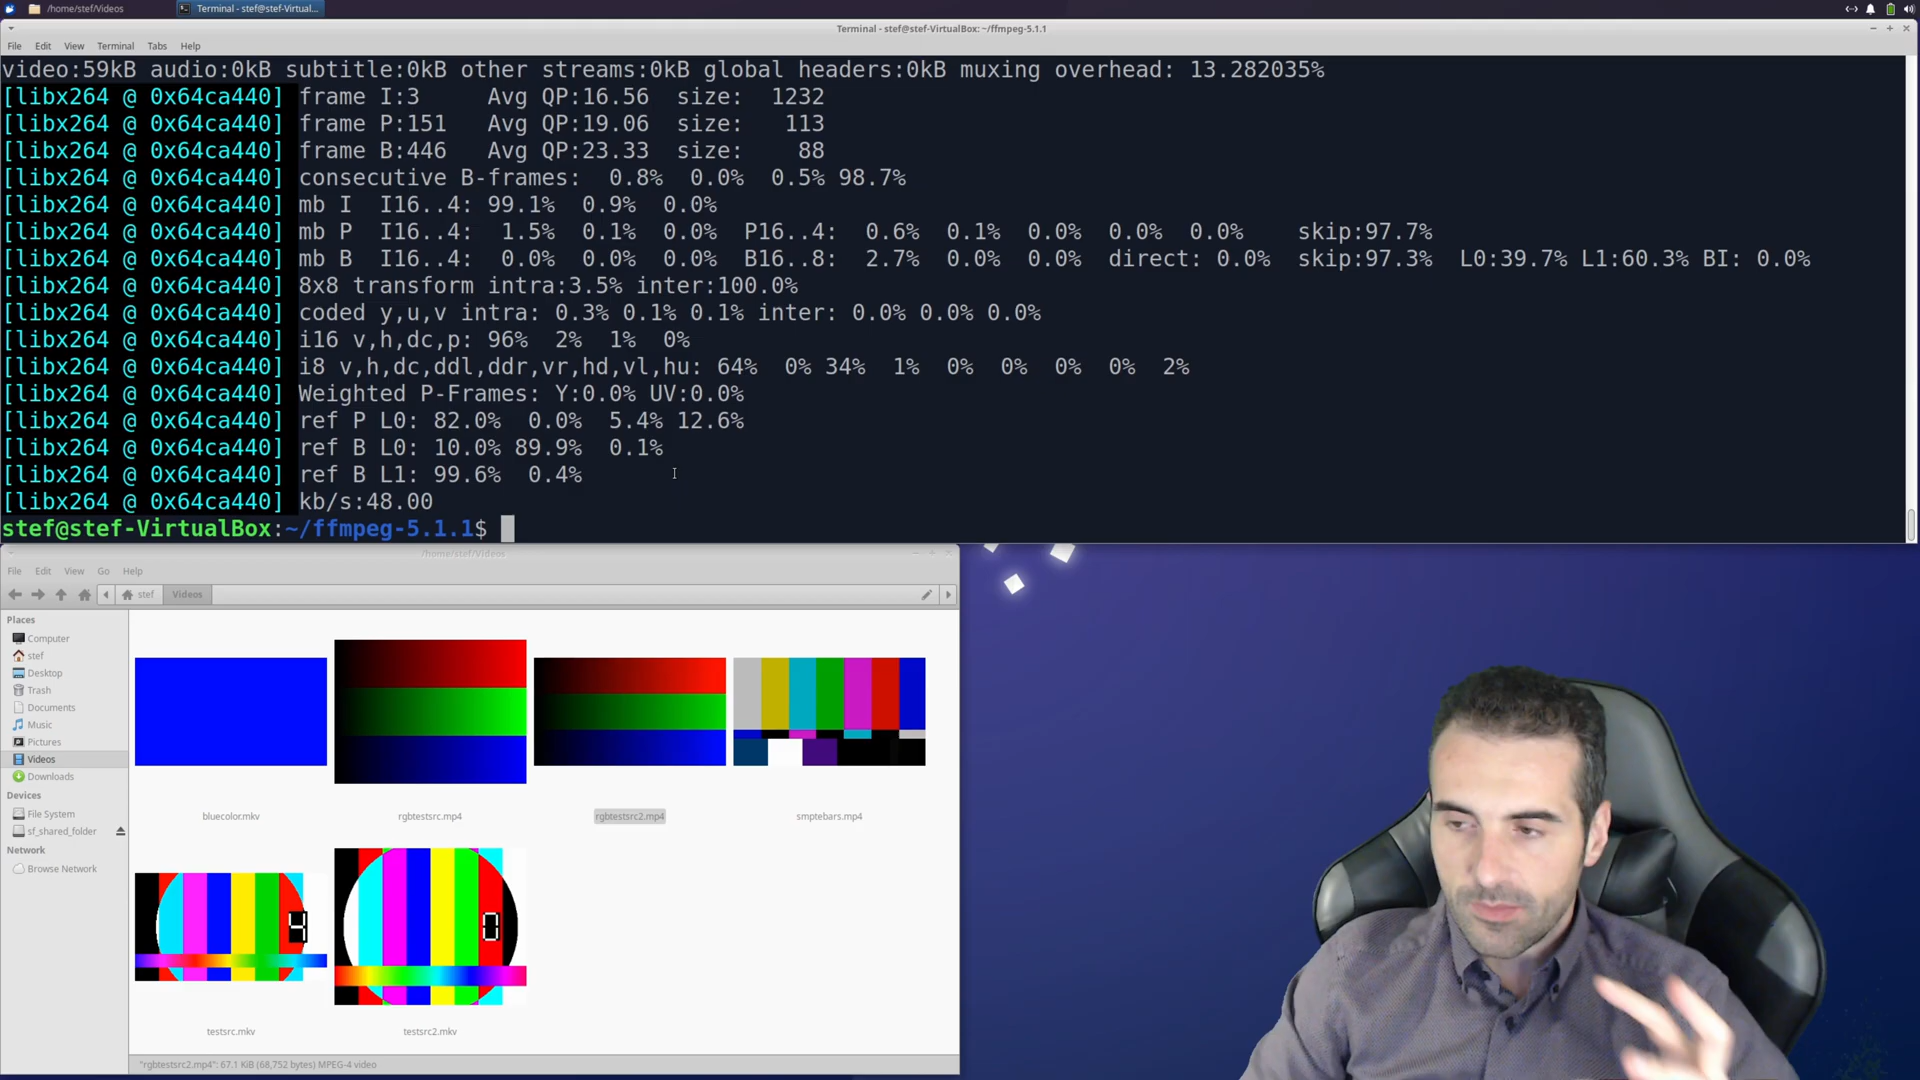 /home/stef/Videos
Terminal - stef@stef-Virtual...
Terminal - stef@stef-VirtualBox: ~/ffmpeg-5.1.1
File Edit View Terminal Tabs Help
video:59kB audio:0kB subtitle:0kB other streams:0kB global headers:0kB muxing overhead: 13.282035%
[libx264 @ 0x64ca440] frame I:3 Avg QP:16.56 size: 1232
[libx264 @ 0x64ca440] frame P:151 Avg QP:19.06 size: 113
[libx264 @ 0x64ca440] frame B:446 Avg QP:23.33 size: 88
[libx264 @ 0x64ca440] consecutive B-frames: 0.8% 0.0% 0.5% 98.7%
[libx264 @ 0x64ca440] mb I I16..4: 99.1% 0.9% 0.0%
[libx264 @ 0x64ca440] mb P I16..4: 1.5% 0.1% 0.0% P16..4: 0.6% 0.1% 0.0% 0.0% 0.0% skip:97.7%
[libx264 @ 0x64ca440] mb B I16..4: 0.0% 0.0% 0.0% B16..8: 2.7% 0.0% 0.0% direct: 0.0% skip:97.3% L0:39.7% L1:60.3% BI: 0.0%
[libx264 @ 0x64ca440] 8x8 transform intra:3.5% inter:100.0%
[libx264 @ 0x64ca440] coded y,u,v intra: 0.3% 0.1% 0.1% inter: 0.0% 0.0% 0.0%
[libx264 @ 0x64ca440] i16 v,h,dc,p: 96% 2% 1% 0%
[libx264 @ 0x64ca440] i8 v,h,dc,ddl,ddr,vr,hd,vl,hu: 64% 0% 34% 1% 0% 0% 0% 0% 2%
[libx264 @ 0x64ca440] Weighted P-Frames: Y:0.0% UV:0.0%
[libx264 @ 0x64ca440] ref P L0: 82.0% 0.0% 5.4% 12.6%
[libx264 @ 0x64ca440] ref B L0: 10.0% 89.9% 0.1%
[libx264 @ 0x64ca440] ref B L1: 99.6% 0.4%
[libx264 @ 0x64ca440] kb/s:48.00
stef@stef-VirtualBox:~/ffmpeg-5.1.1$
/home/stef/Videos
File Edit View Go Help
stef Videos
Places
Computer
stef
Desktop
Trash
Documents
Music
Pictures
Videos
Downloads
Devices
File System
sf_shared_folder
Network
Browse Network
bluecolor.mkv
rgbtestsrc.mp4
rgbtestsrc2.mp4
smptebars.mp4
4
testsrc.mkv
testsrc2.mkv
"rgbtestsrc2.mp4": 67.1 KiB (68,752 bytes) MPEG-4 video